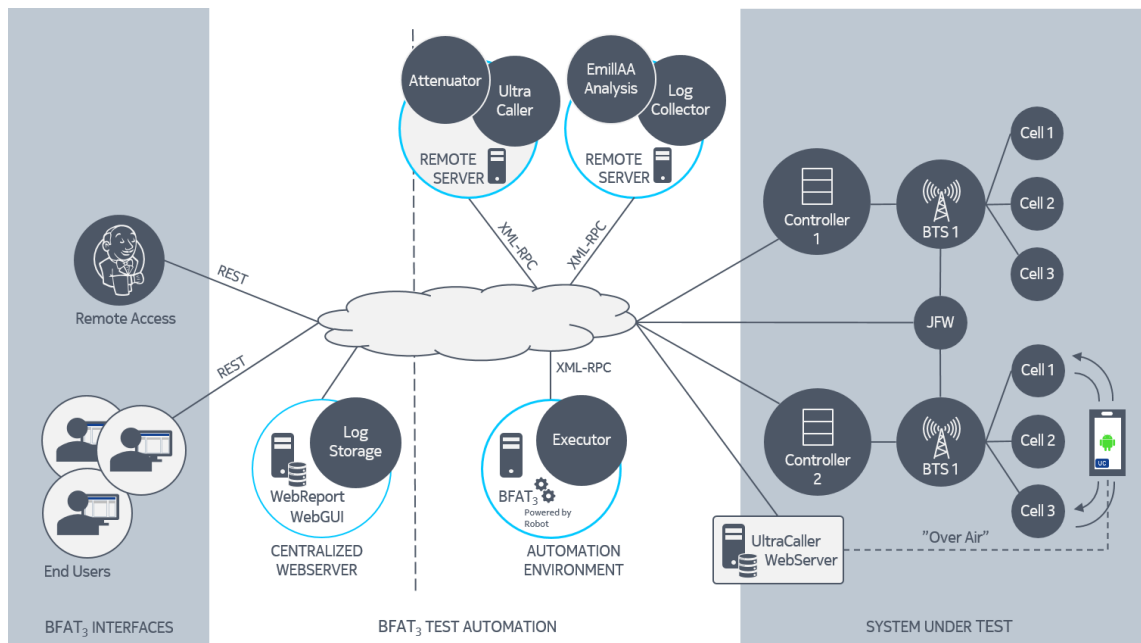 Attenuator
Ultra
Caller
REMOTE
SERVER
EmillAA
Analysis
Log
Collector
REMOTE
SERVER
XML-RPC
XML-RPC
REST
Remote Access
REST
End Users
Log
Storage
WebReport
WebGUI
CENTRALIZED
WEBSERVER
XML-RPC
Executor
BFAT₃
Powered by
Robot
AUTOMATION
ENVIRONMENT
Controller
1
BTS 1
Cell 1
Cell 2
Cell 3
JFW
Controller
2
BTS 1
Cell 1
Cell 2
Cell 3
UC
UltraCaller
WebServer
"Over Air"
BFAT₃ INTERFACES
BFAT₃ TEST AUTOMATION
SYSTEM UNDER TEST